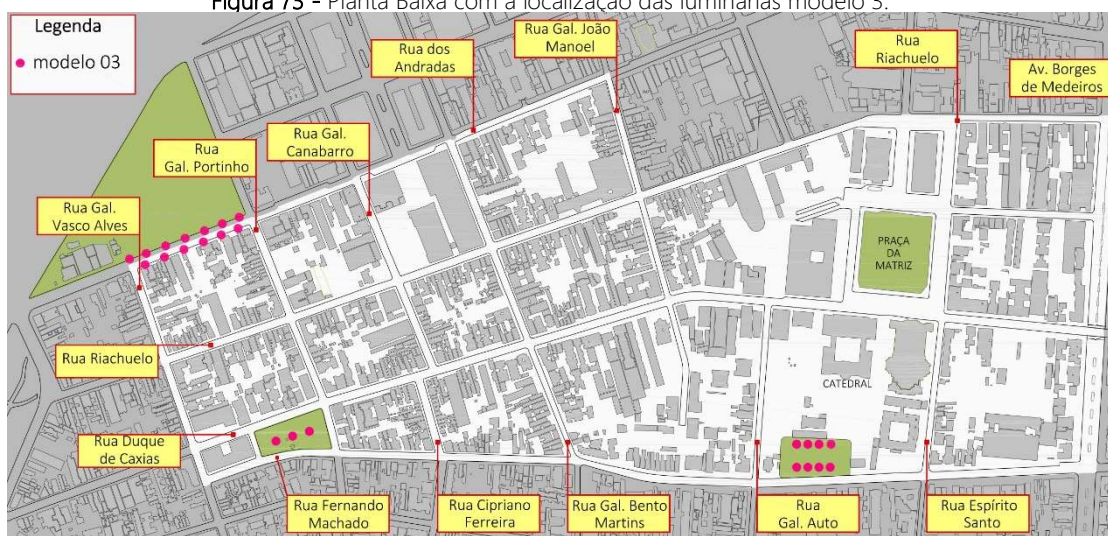 Figura 73 - Planta Baixa com a localização das luminárias modelo 3.
Legenda
modelo 03
Rua dos
Andradas
Rua Gal. João
Manoel
Rua
Riachuelo
Av. Borges
de Medeiros
Rua
Gal. Portinho
Rua Gal.
Canabarro
Rua Gal.
Vasco Alves
PRAÇA
DA
MATRIZ
Rua Riachuelo
CATEDRAL
Rua Duque
de Caxias
Rua Fernando
Machado
Rua Cipriano
Ferreira
Rua Gal. Bento
Martins
Rua
Gal. Auto
Rua Espírito
Santo